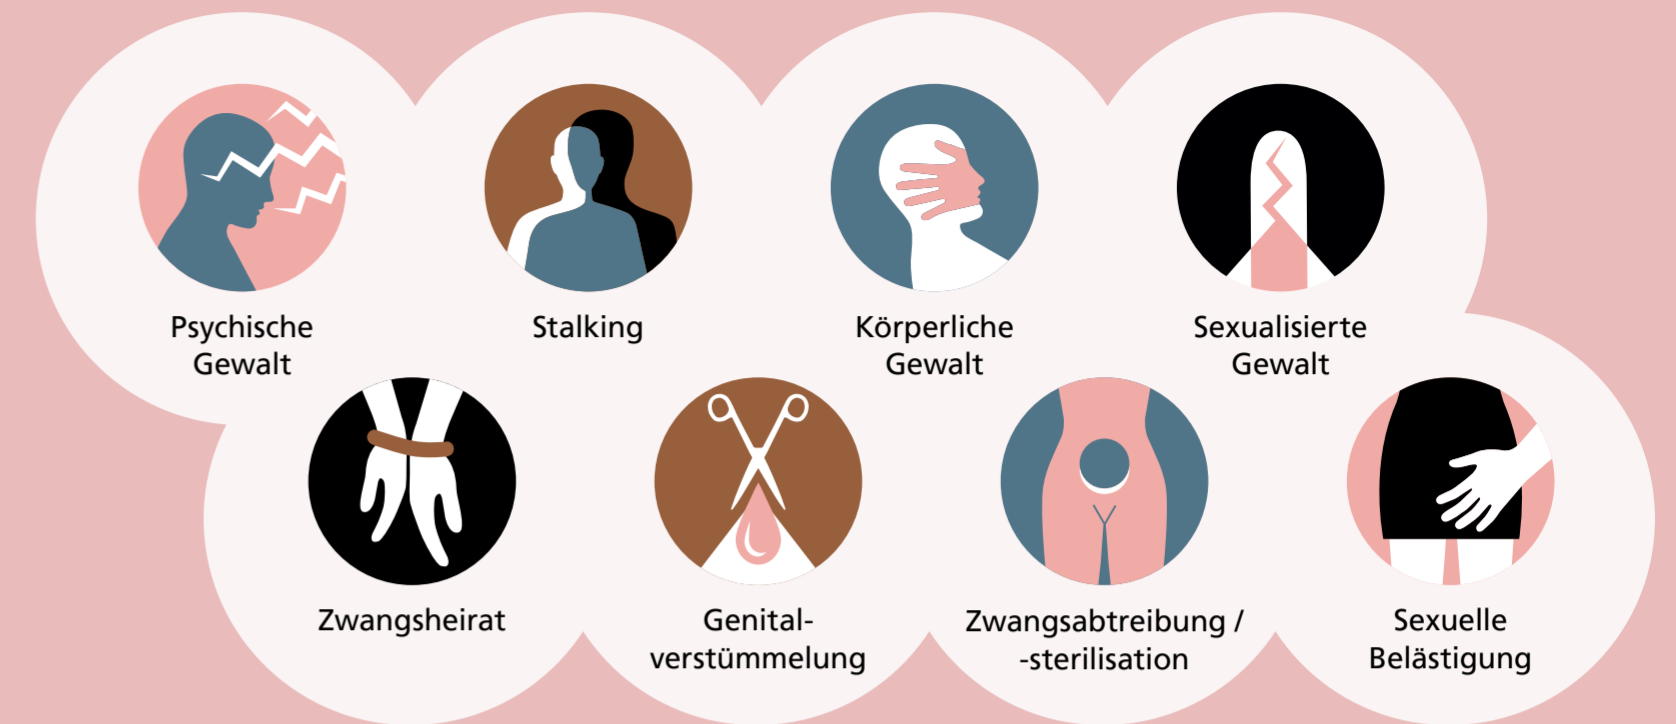 Psychische
Gewalt
Stalking
Körperliche
Gewalt
Sexualisierte
Gewalt
Zwangsheirat
Genital-
verstümmelung
Zwangsabtreibung /
-sterilisation
Sexuelle
Belästigung